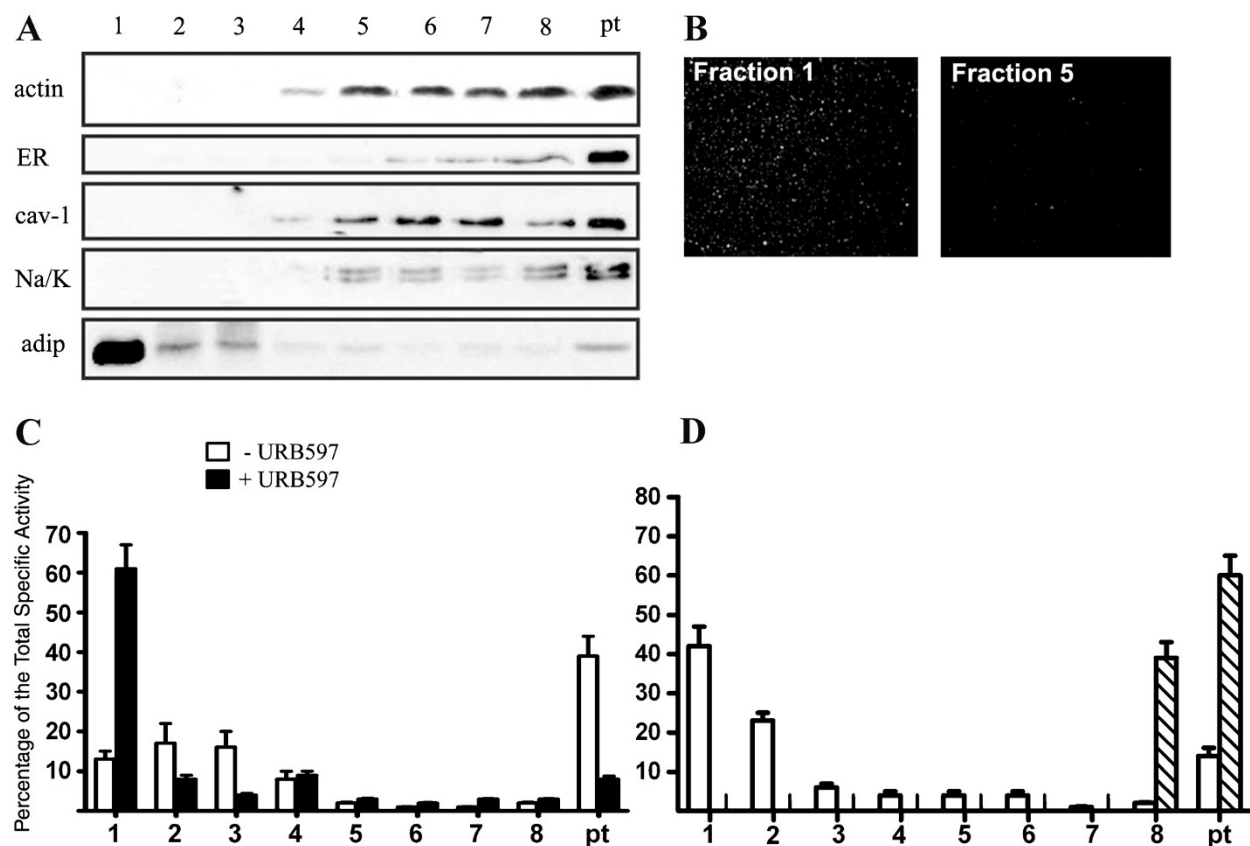 A
1 2 3 4 5 6 7 8 pt
actin
ER
cav-1
Na/K
adip
B
Fraction 1
Fraction 5
C
- URB597
+ URB597
Percentage of the Total Specific Activity
70
60
50
40
30
20
10
1 2 3 4 5 6 7 8 pt
D
80
70
60
50
40
30
20
10
1 2 3 4 5 6 7 8 pt